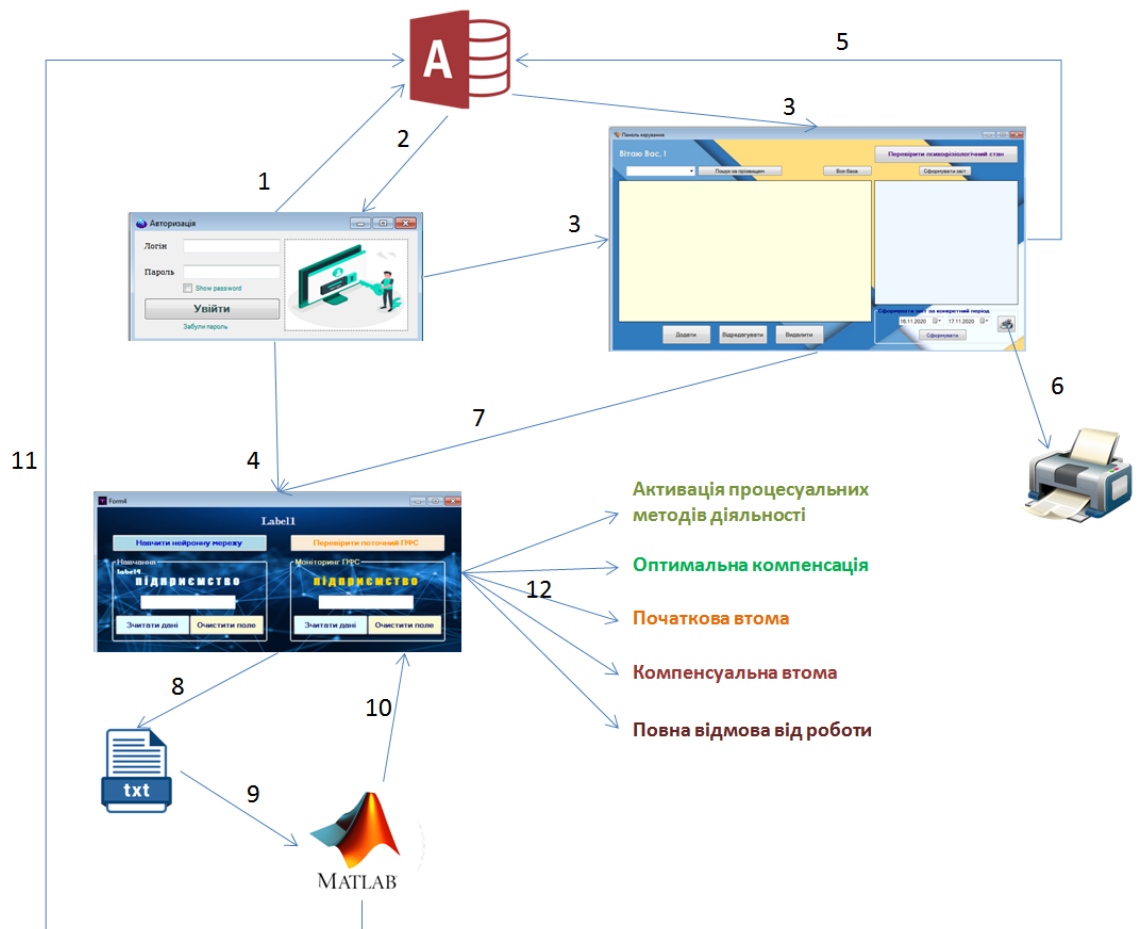 A
5
3
2
1
Панель керування
Вітаю Вас, !
Перевірити психофізіологічний стан
Пошук за прізвищем
Вся база
Сформувати звіт
Авторизація
Логін
Пароль
Show password
Увійти
Забули пароль
3
Сформувати звіт за конкретний період
16.11.2020
17.11.2020
Сформувати
Додати
Відредагувати
Видалити
6
7
4
11
Form4
Label1
Навчити нейронну мережу
Перевірити поточний ПФС
Навчання
label4
підприємство
Зчитати дані
Очистити поле
Моніторинг ПФС
підприємство
Зчитати дані
Очистити поле
Активація процесуальних
методів діяльності
Оптимальна компенсація
12
Початкова втома
Компенсуальна втома
Повна відмова від роботи
8
10
txt
9
MATLAB